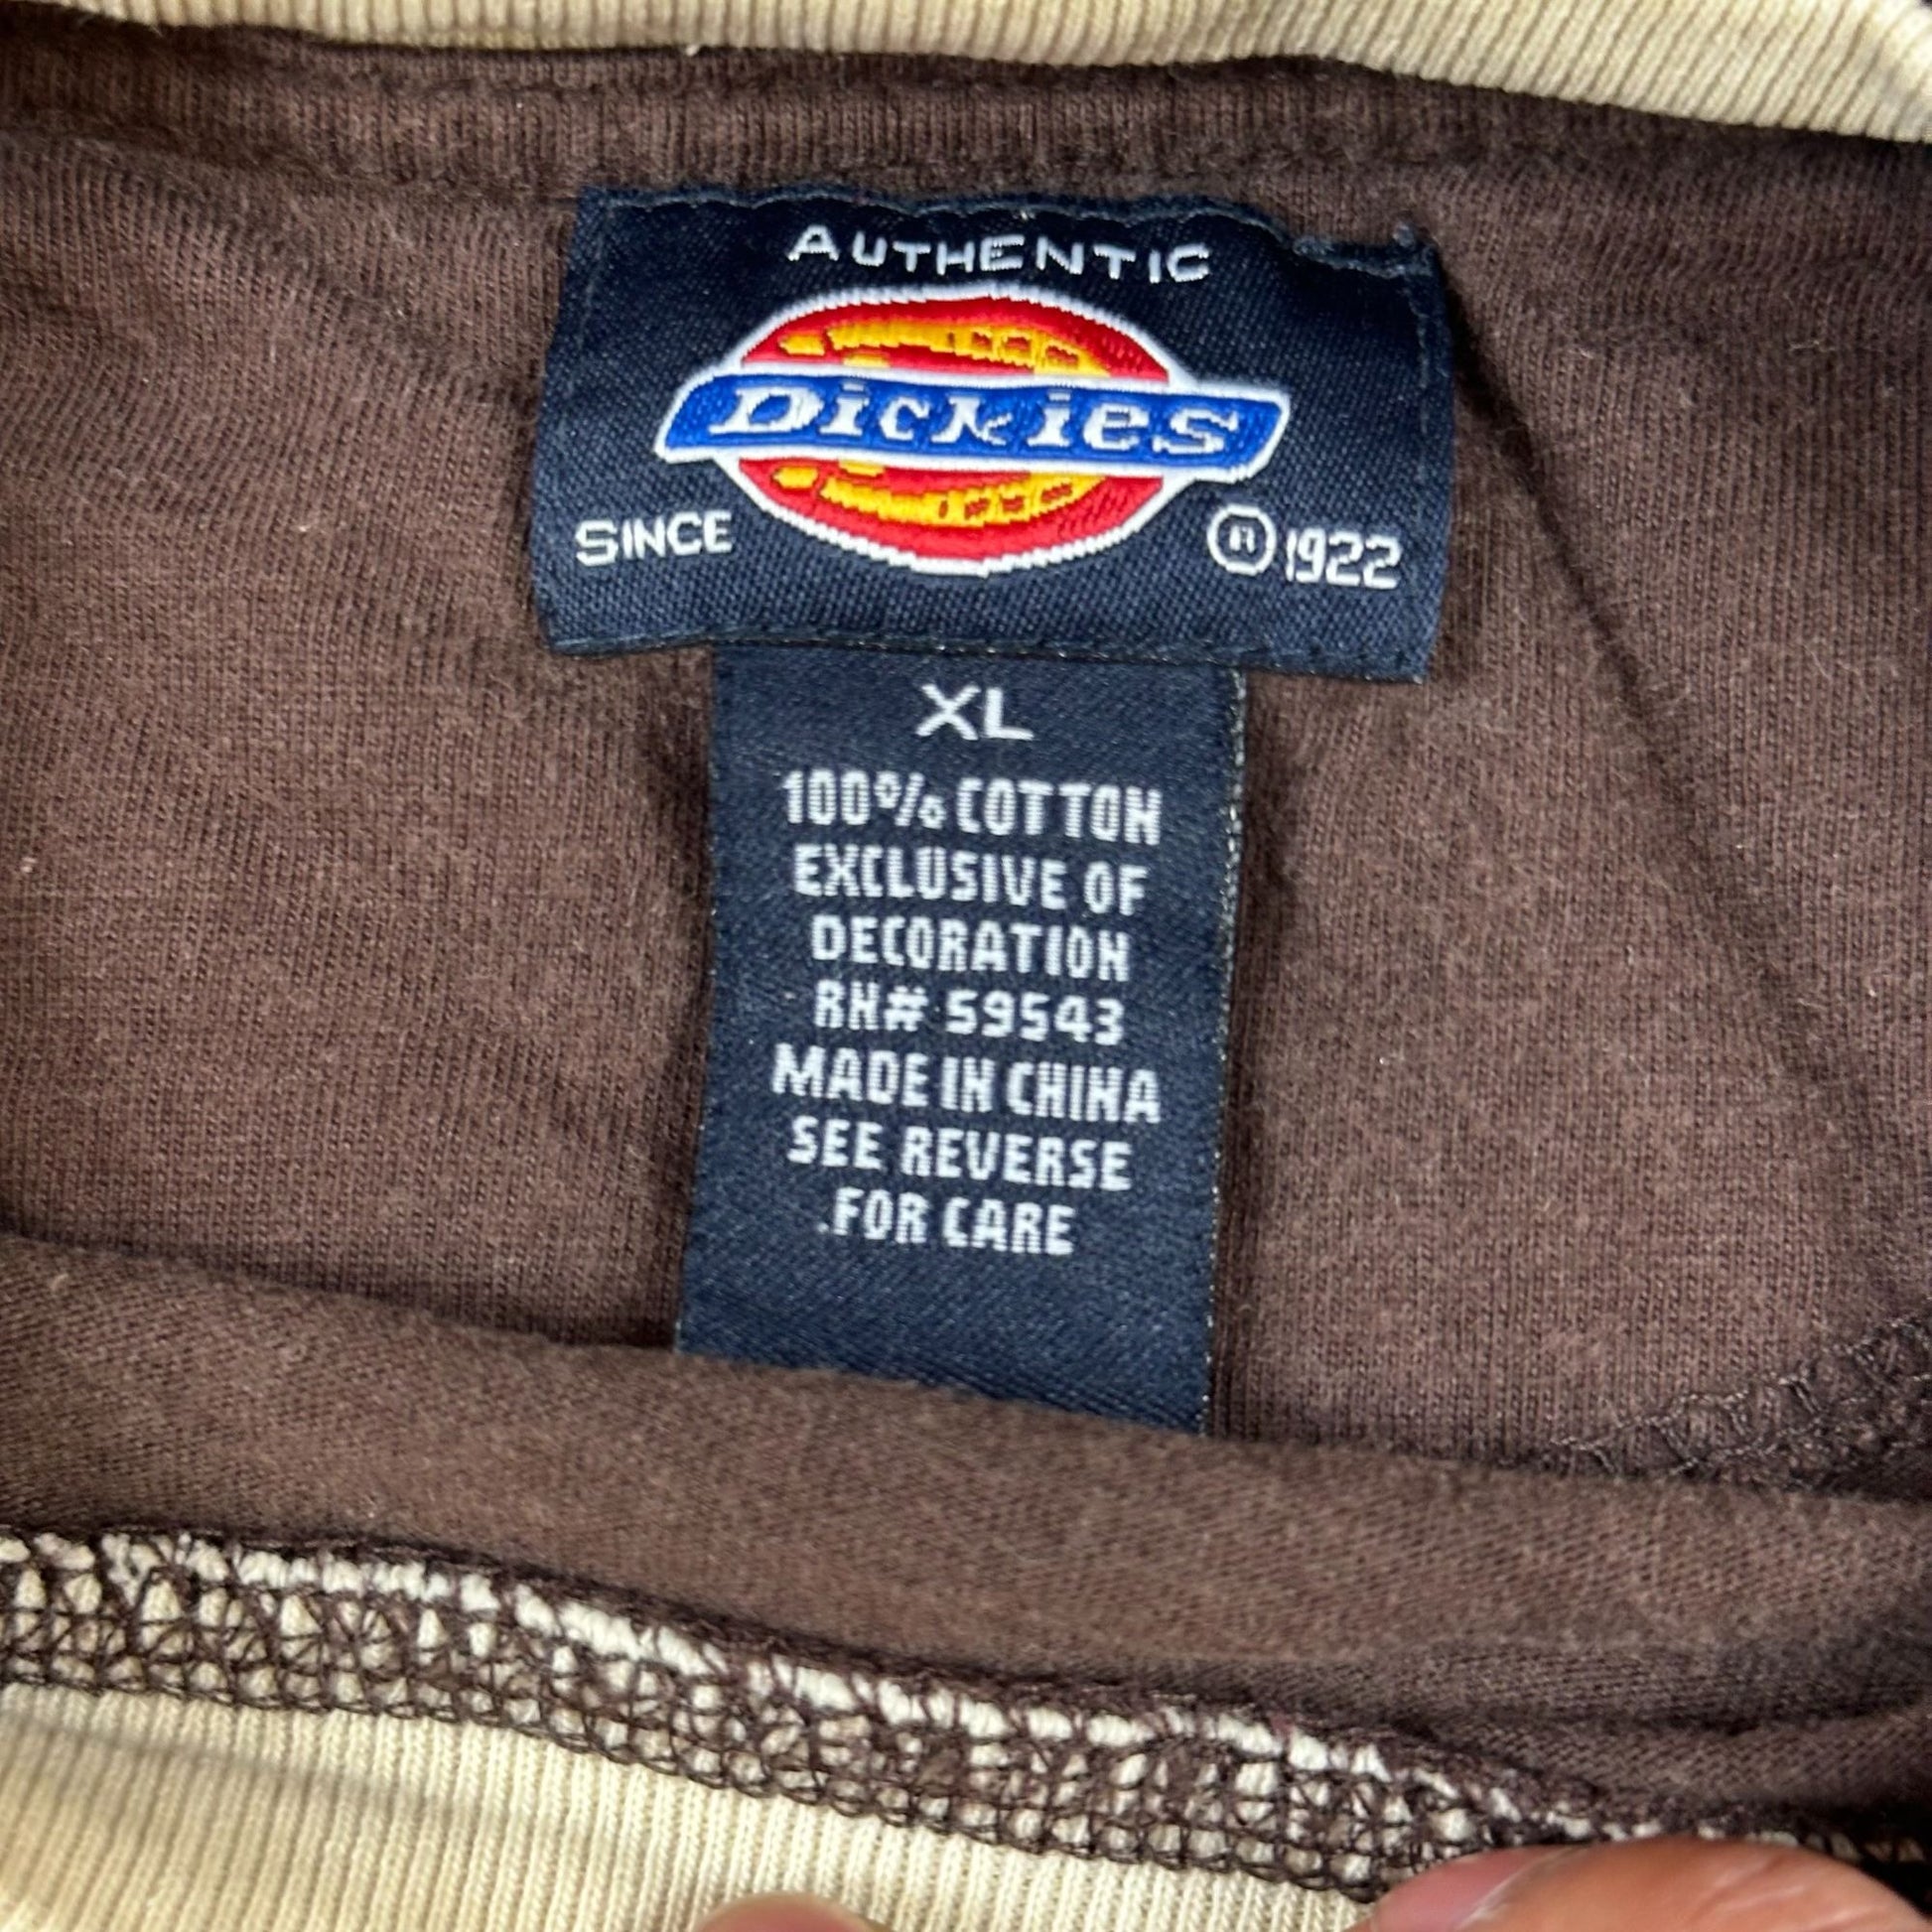 AUTHENTIC
Dickies
SINCE ® 1922
XL
100% COTTON
EXCLUSIVE OF
DECORATION
RN# 59543
MADE IN CHINA
SEE REVERSE
FOR CARE